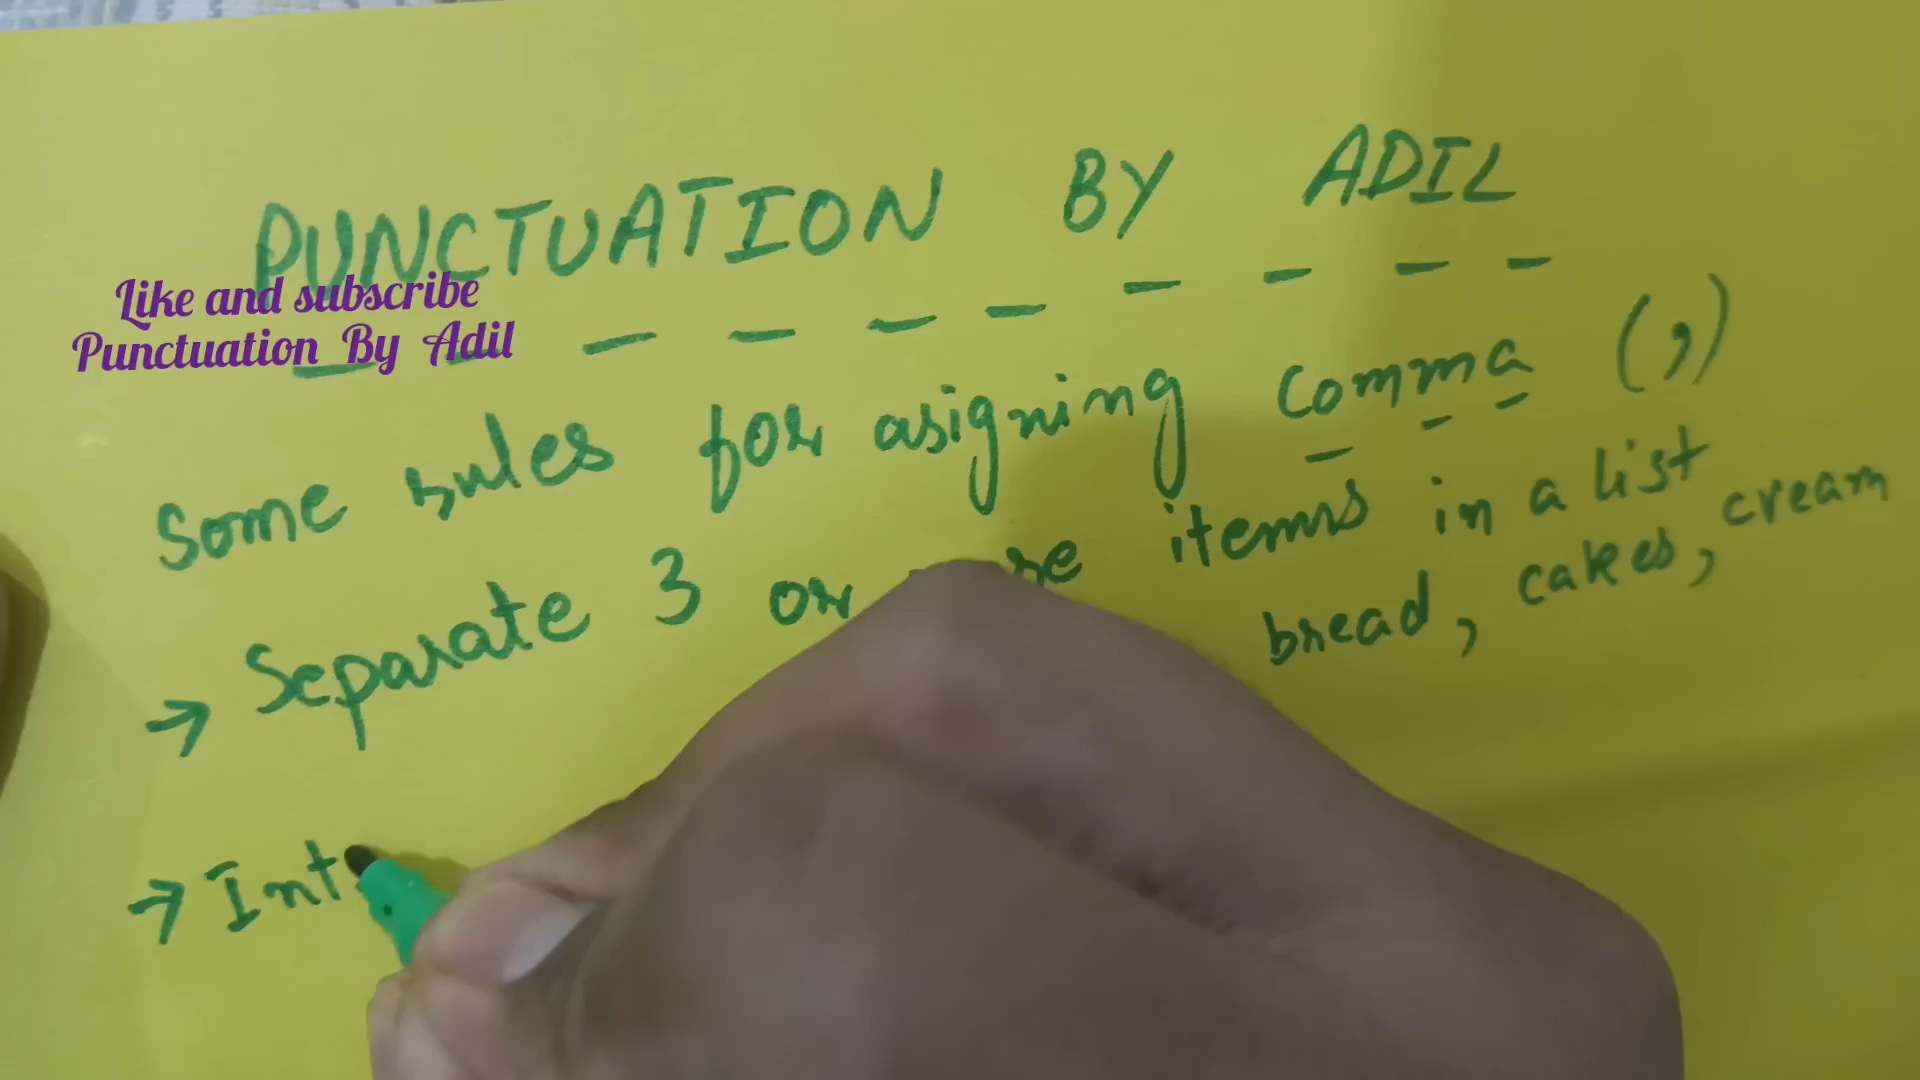 PUNCTUATION BY ADIL
Like and subscribe
Punctuation By Adil
Some rules for asigning comma (,)
→ Separate 3 or items in a list
bread, cakes, cream
→ Int